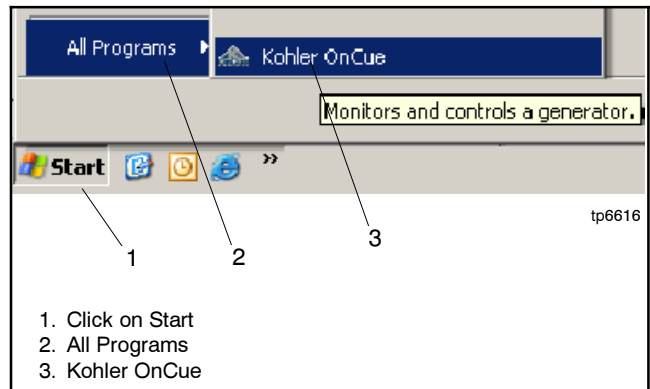 All Programs
Kohler OnCue
Monitors and controls a generator.
Start »
tp6616
1 2 3
1. Click on Start
2. All Programs
3. Kohler OnCue